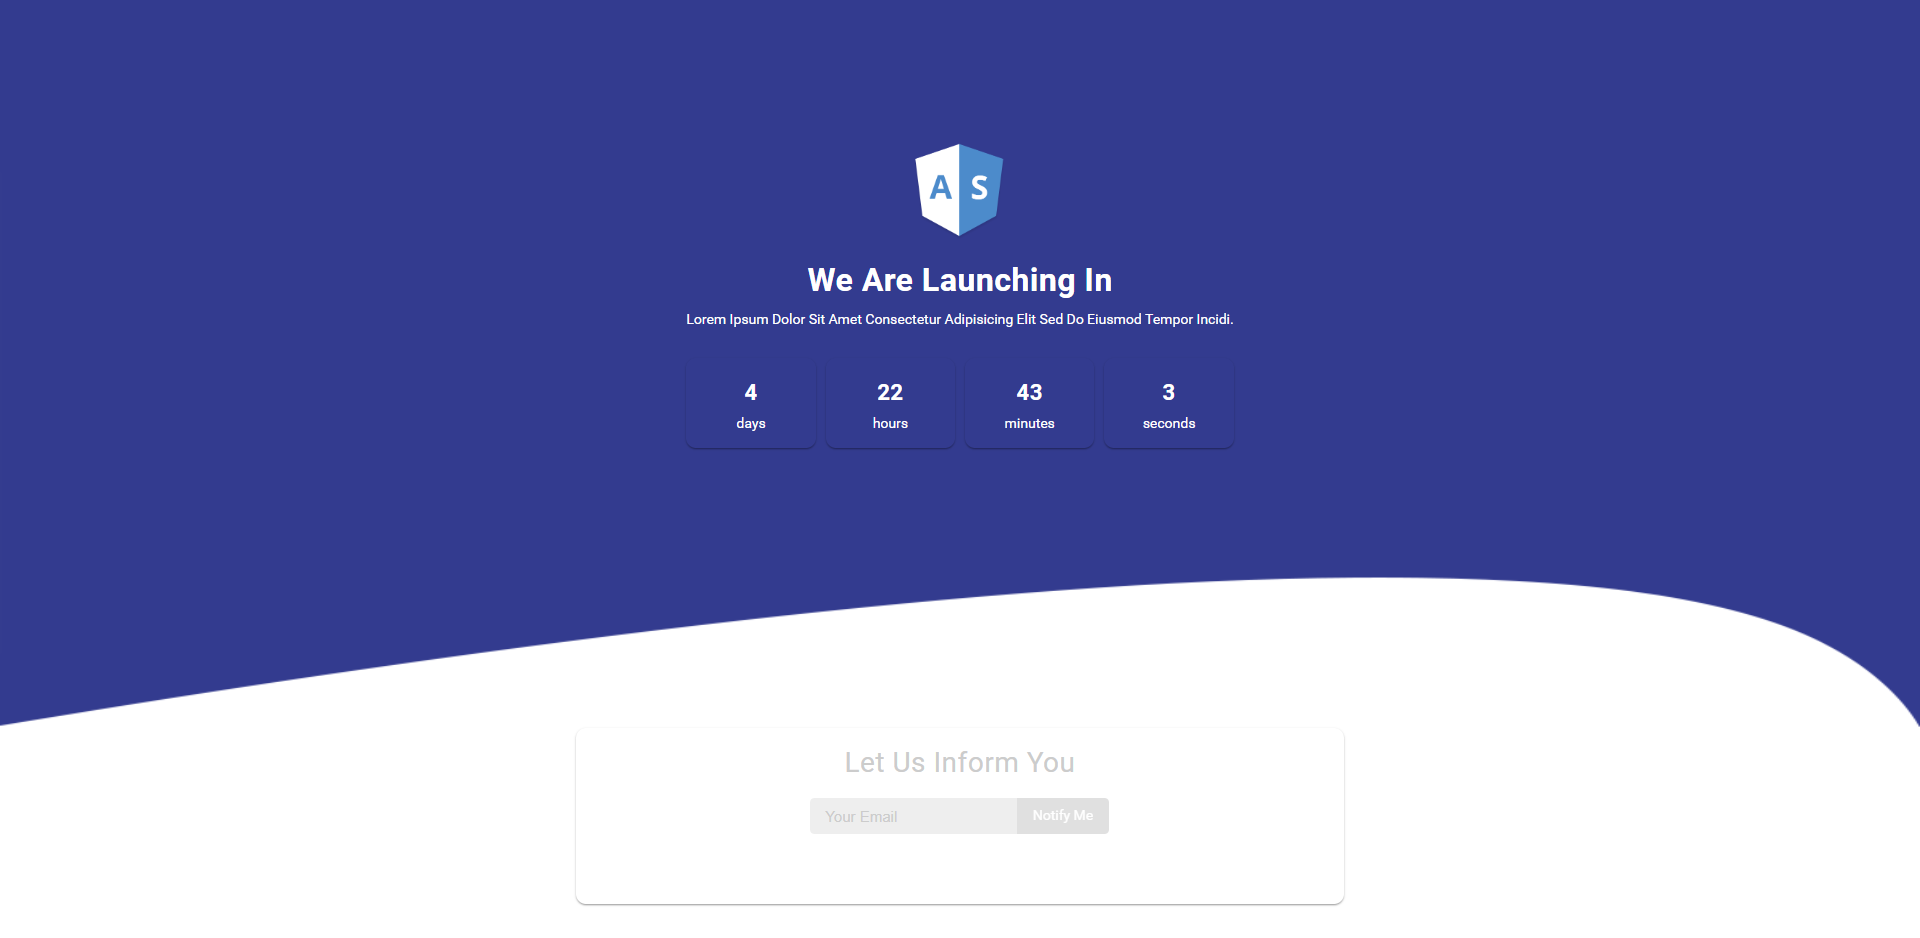 A S
We Are Launching In
Lorem Ipsum Dolor Sit Amet Consectetur Adipisicing Elit Sed Do Eiusmod Tempor Incidi.
4 22 43 3
days hours minutes seconds
Let Us Inform You
Your Email Notify Me